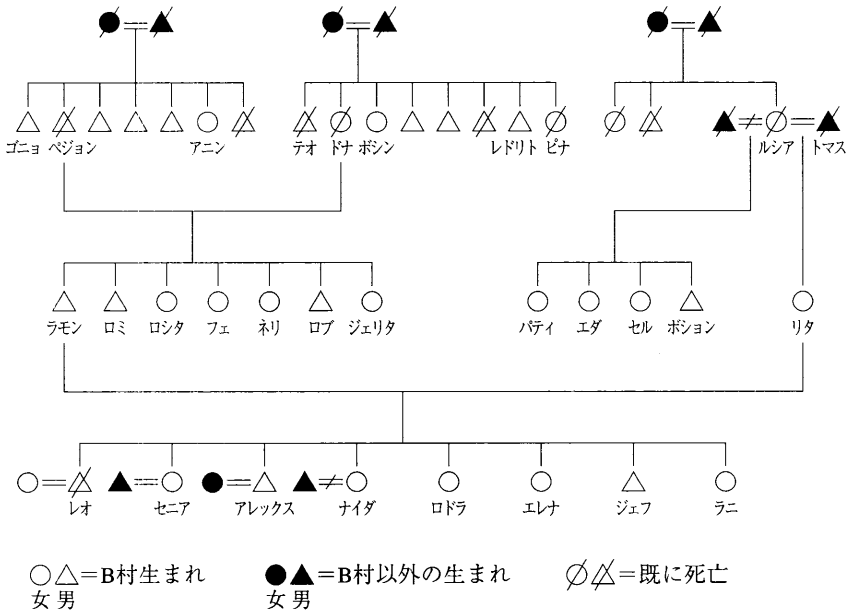 ゴニョ ペジョン アニン テオ ドナ ボシン レドリト ピナ ルシア トマス
ラモン ロミ ロシタ フェ ネリ ロブ ジェリタ パティ エダ セル ボション リタ
レオ セニア アレックス ナイダ ロドラ エレナ ジェフ ラニ
=B村生まれ =B村以外の生まれ =既に死亡
女 男 女 男